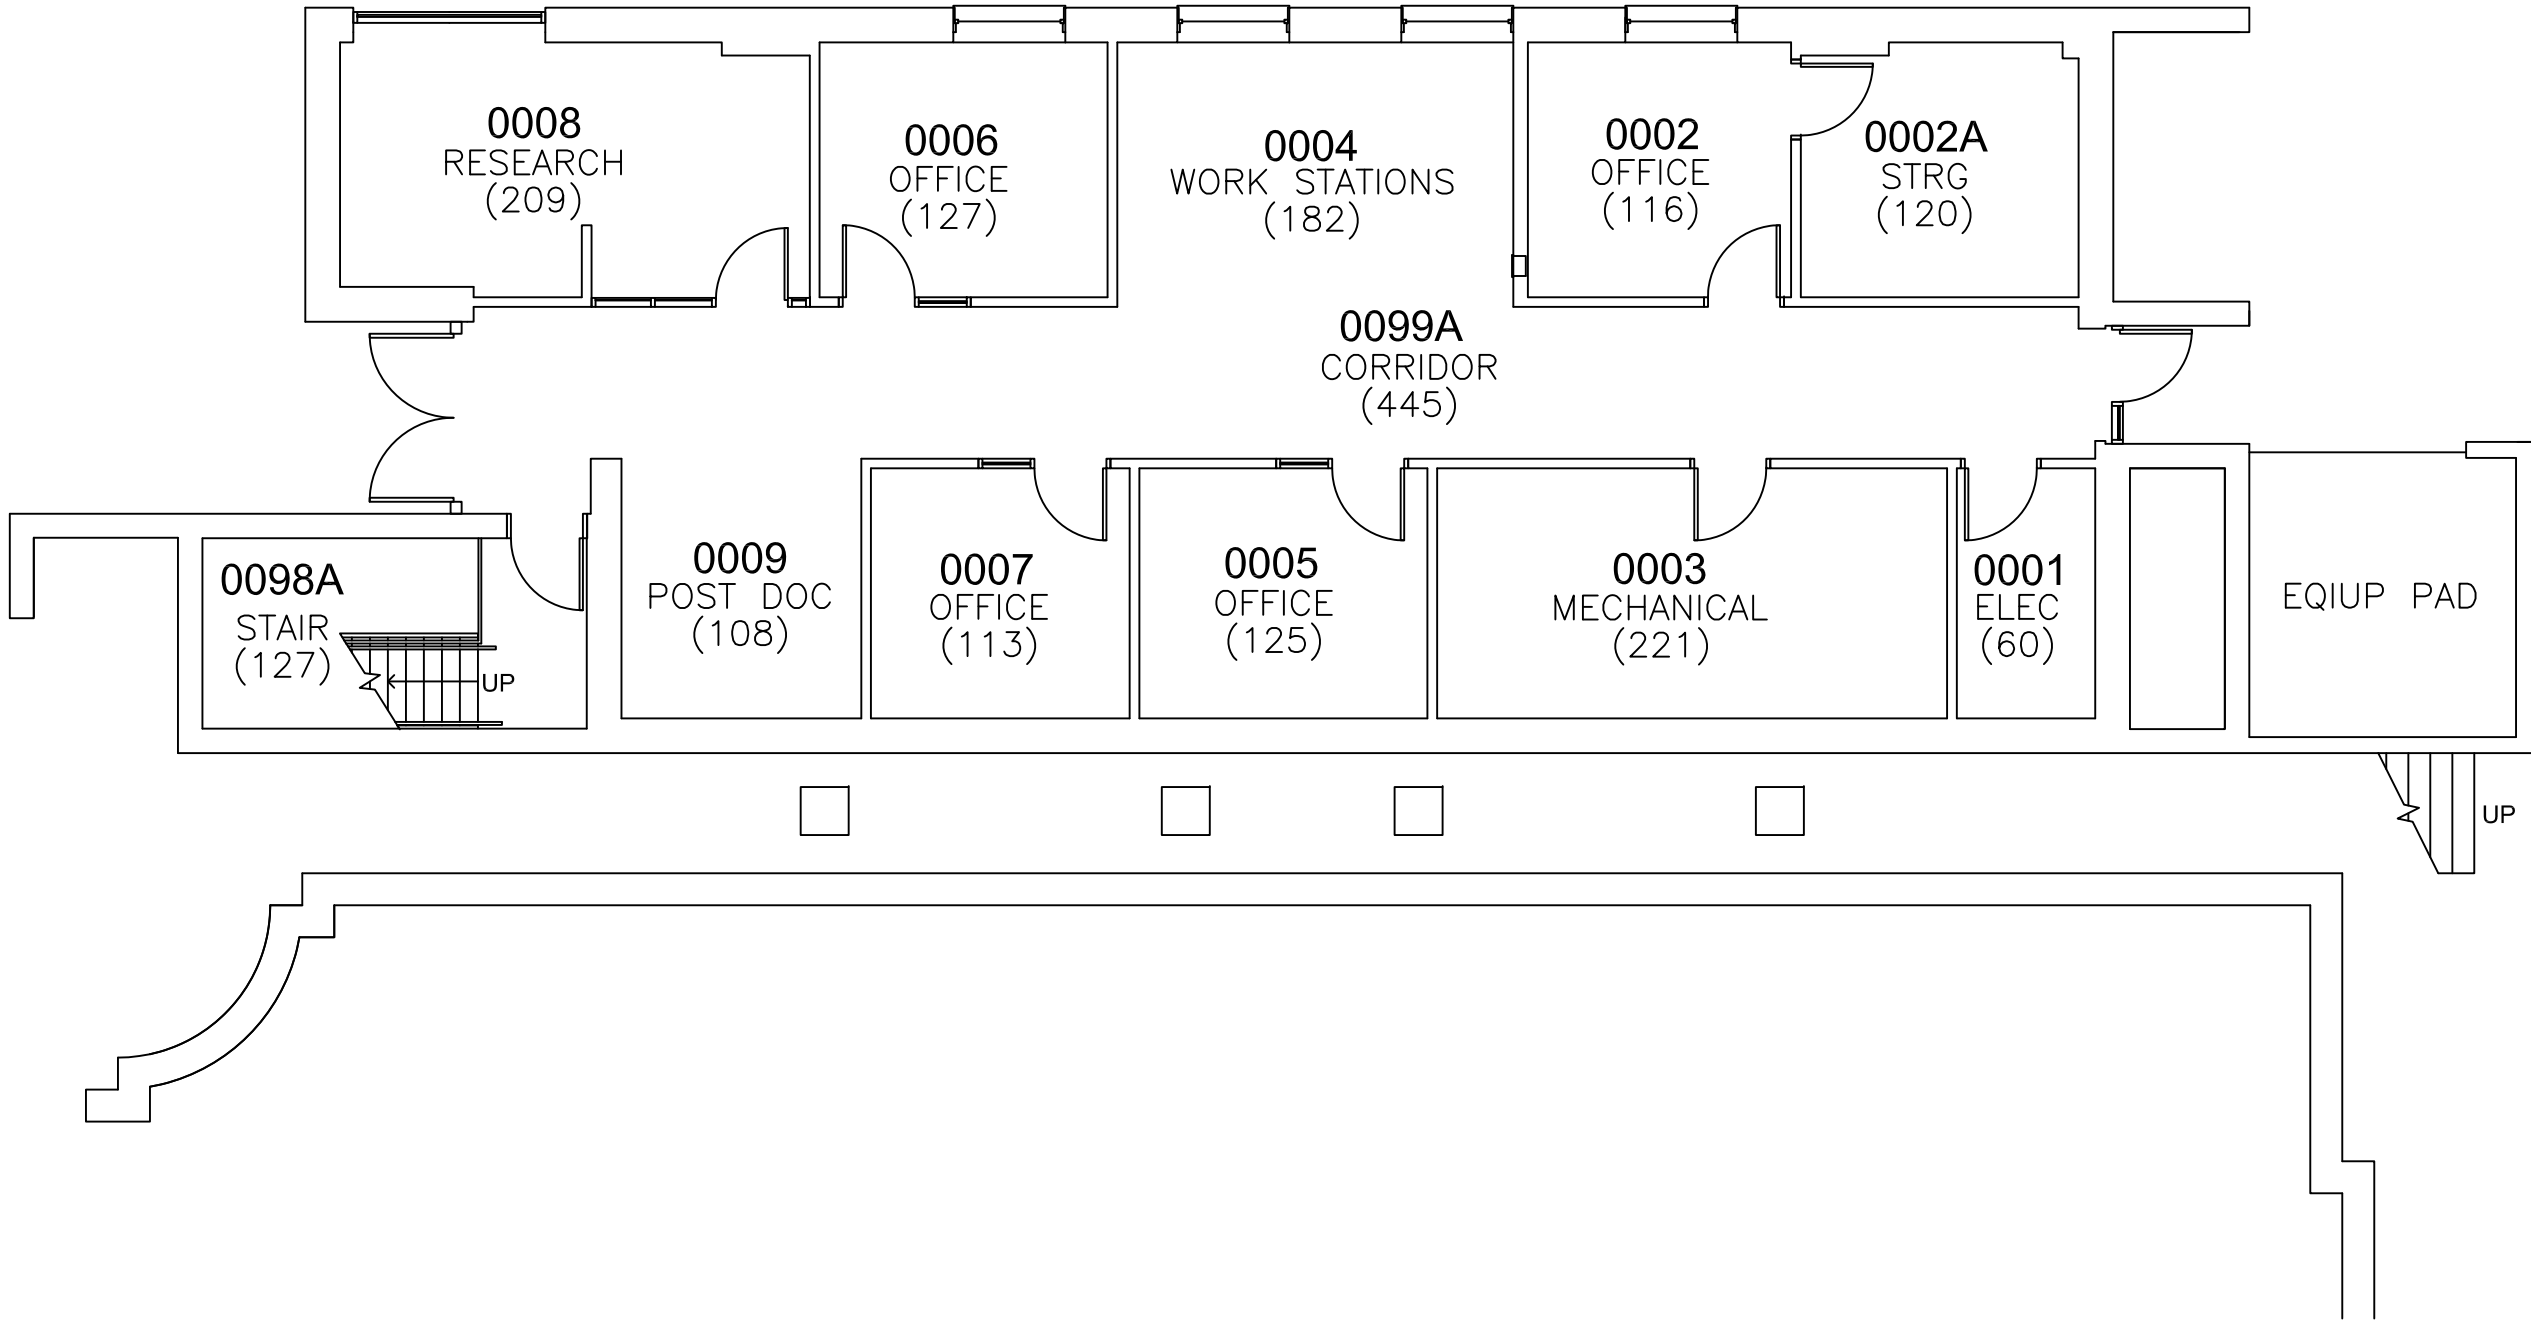 0008
RESEARCH
(209)
0006
OFFICE
(127)
0004
WORK STATIONS
(182)
0002
OFFICE
(116)
0002A
STRG
(120)
0099A
CORRIDOR
(445)
0098A
STAIR
(127)
UP
0009
POST DOC
(108)
0007
OFFICE
(113)
0005
OFFICE
(125)
0003
MECHANICAL
(221)
0001
ELEC
(60)
EQIUP PAD
UP